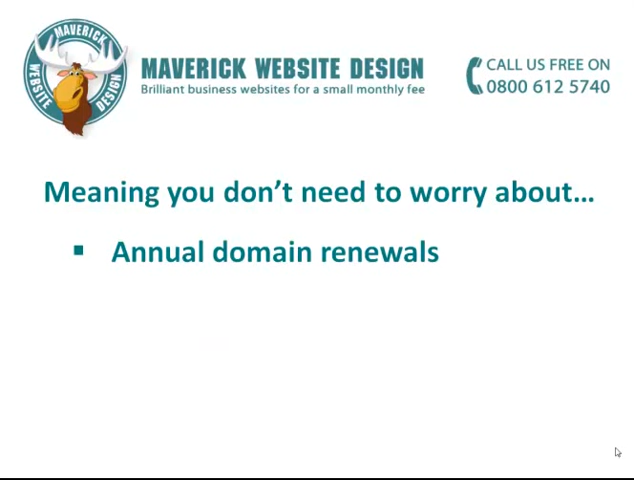 MAVERICK
WEBSITE
DESIGN
MAVERICK WEBSITE DESIGN
Brilliant business websites for a small monthly fee
CALL US FREE ON
0800 612 5740
Meaning you don't need to worry about...
▪ Annual domain renewals